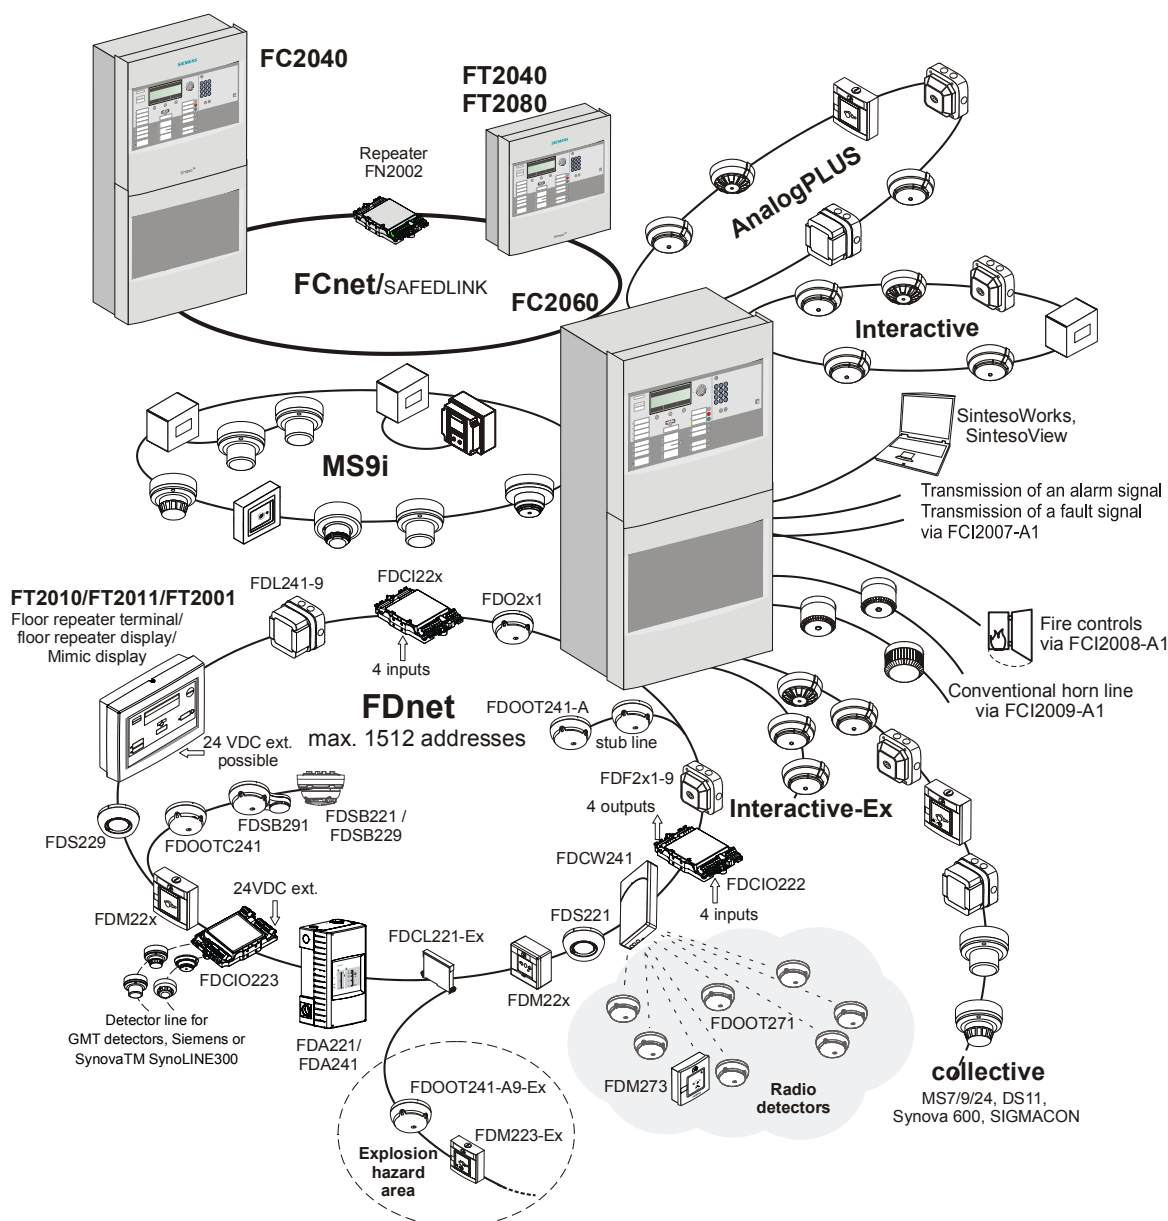 FC2040
SIEMENS
FT2040
FT2080
SIEMENS
Repeater
FN2002
AnalogPLUS
FCnet/SAFEDLINK
FC2060
Interactive
SintesoWorks,
SintesoView
MS9i
Transmission of an alarm signal
Transmission of a fault signal
via FCI2007-A1
FDL241-9
FDCI22x
FDO2x1
FT2010/FT2011/FT2001
Floor repeater terminal/
floor repeater display/
Mimic display
4 inputs
Fire controls
via FCI2008-A1
FDnet
max. 1512 addresses
FDOOT241-A
stub line
Conventional horn line
via FCI2009-A1
24 VDC ext.
possible
FDF2x1-9
4 outputs
Interactive-Ex
FDS229
FDOOTC241
FDSB291
FDSB221 /
FDSB229
FDCW241
FDCIO222
4 inputs
FDM22x
24VDC ext.
FDS221
FDCL221-Ex
FDCIO223
FDM22x
Detector line for
GMT detectors, Siemens or
SynovaTM SynoLINE300
FDA221/
FDA241
FDOOT271
FDM273
Radio
detectors
collective
MS7/9/24, DS11,
Synova 600, SIGMACON
FDOOT241-A9-Ex
FDM223-Ex
Explosion
hazard
area